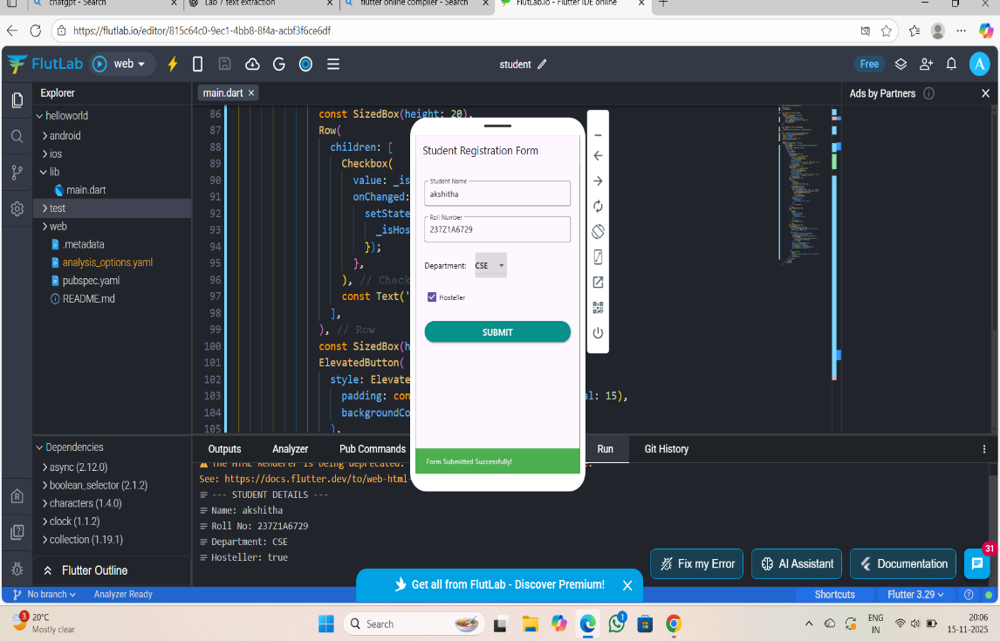 chatgpt - Search
Lab 7 text extraction
flutter online compiler - Search
FlutLab.io - Flutter IDE online
https://flutlab.io/editor/815c64c0-9ec1-4bb8-8f4a-acbf3f6ce6df
FlutLab
web
student
Free
A
Explorer
main.dart
Ads by Partners
helloworld
android
ios
lib
main.dart
test
web
.metadata
analysis_options.yaml
pubspec.yaml
README.md
86 const SizedBox(height: 20),
87 Row(
88 children: [
89 Checkbox(
90 value: _is
91 onChanged:
92 setState
93 _isHos
94 });
95 },
96 ), // Check
97 const Text('
98 ],
99 ), // Row
100 const SizedBox(h
101 ElevatedButton(
102 style: Elevate
103 padding: con al: 15),
104 backgroundCo
105 ).
Student Registration Form
Student Name
akshitha
Roll Number
237Z1A6729
Department: CSE
Hosteller
SUBMIT
Form Submitted Successfully!
Dependencies
async (2.12.0)
boolean_selector (2.1.2)
characters (1.4.0)
clock (1.1.2)
collection (1.19.1)
Flutter Outline
Outputs
Analyzer
Pub Commands
Run
Git History
The HTML Renderer is being deprecated.
See: https://docs.flutter.dev/to/web-html-
--- STUDENT DETAILS ---
Name: akshitha
Roll No: 237Z1A6729
Department: CSE
Hosteller: true
Fix my Error
AI Assistant
Documentation
31
Get all from FlutLab - Discover Premium!
No branch
Analyzer Ready
Shortcuts
Flutter 3.29
3
20°C
Mostly clear
Search
1
ENG
IN
20:06
15-11-2025